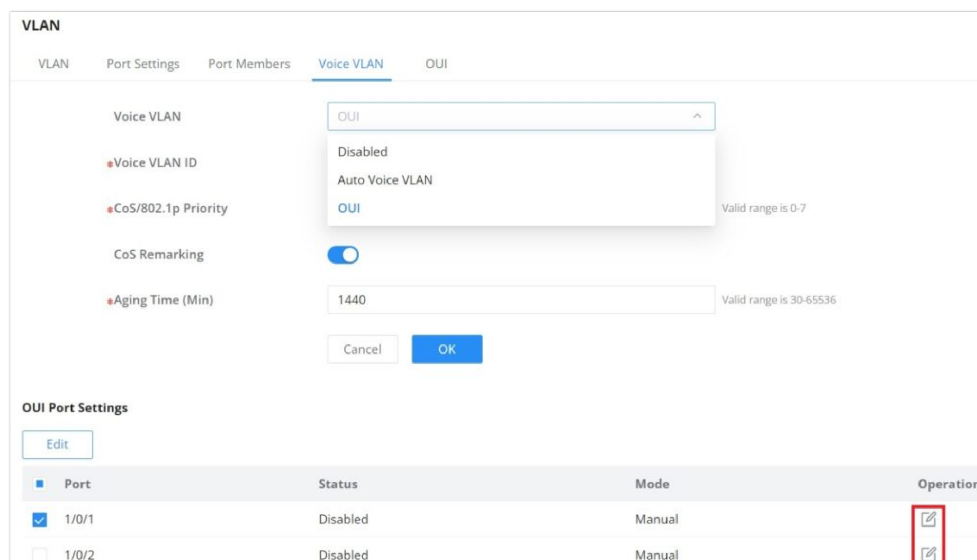 VLAN
VLAN Port Settings Port Members Voice VLAN OUI
Voice VLAN OUI
Disabled
*Voice VLAN ID
Auto Voice VLAN
*CoS/802.1p Priority OUI Valid range is 0-7
CoS Remarking
*Aging Time (Min) 1440 Valid range is 30-65536
Cancel OK
OUI Port Settings
Edit
Port Status Mode Operation
1/0/1 Disabled Manual
1/0/2 Disabled Manual